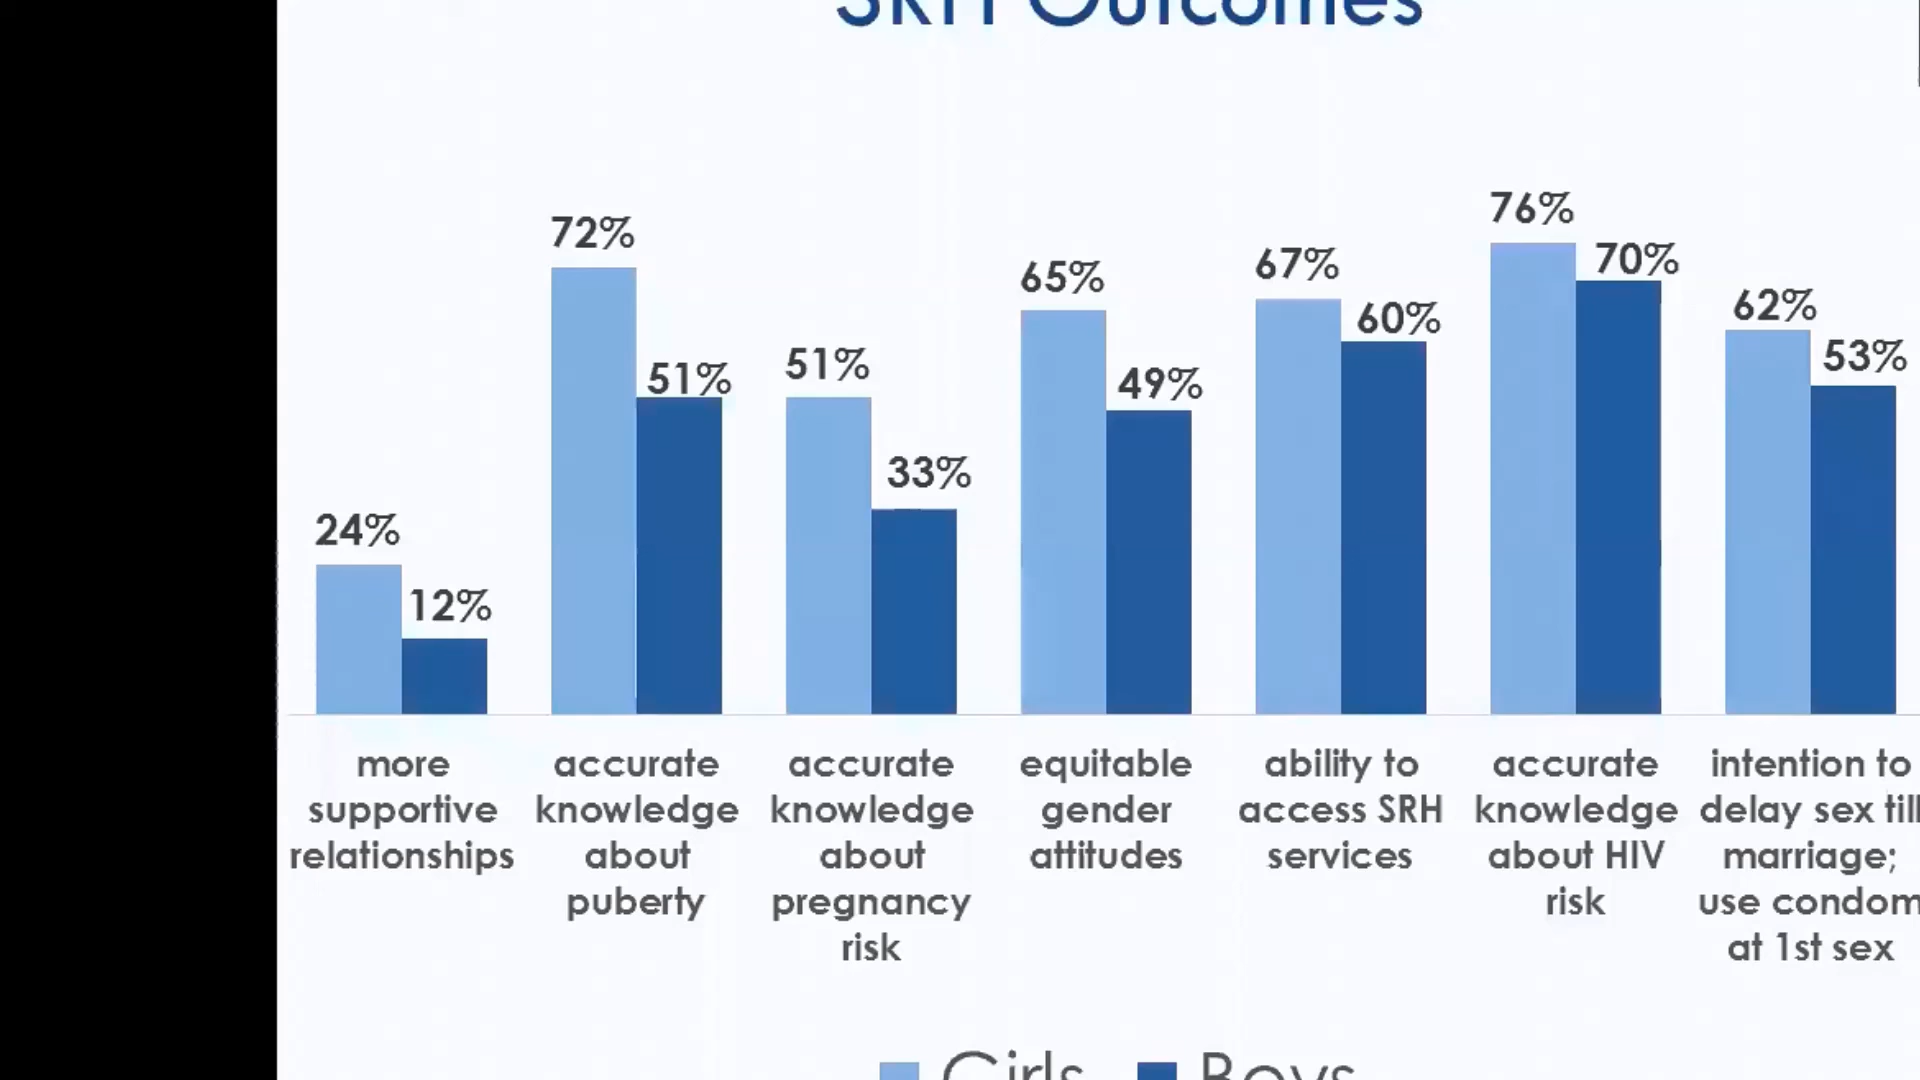 SRH Outcomes
76%
72%
70%
67%
65%
62%
60%
53%
51%
51%
49%
33%
24%
12%
more
supportive
relationships
accurate
knowledge
about
puberty
accurate
knowledge
about
pregnancy
risk
equitable
gender
attitudes
ability to
access SRH
services
accurate
knowledge
about HIV
risk
intention to
delay sex till
marriage;
use condom
at 1st sex
Girls
Boys